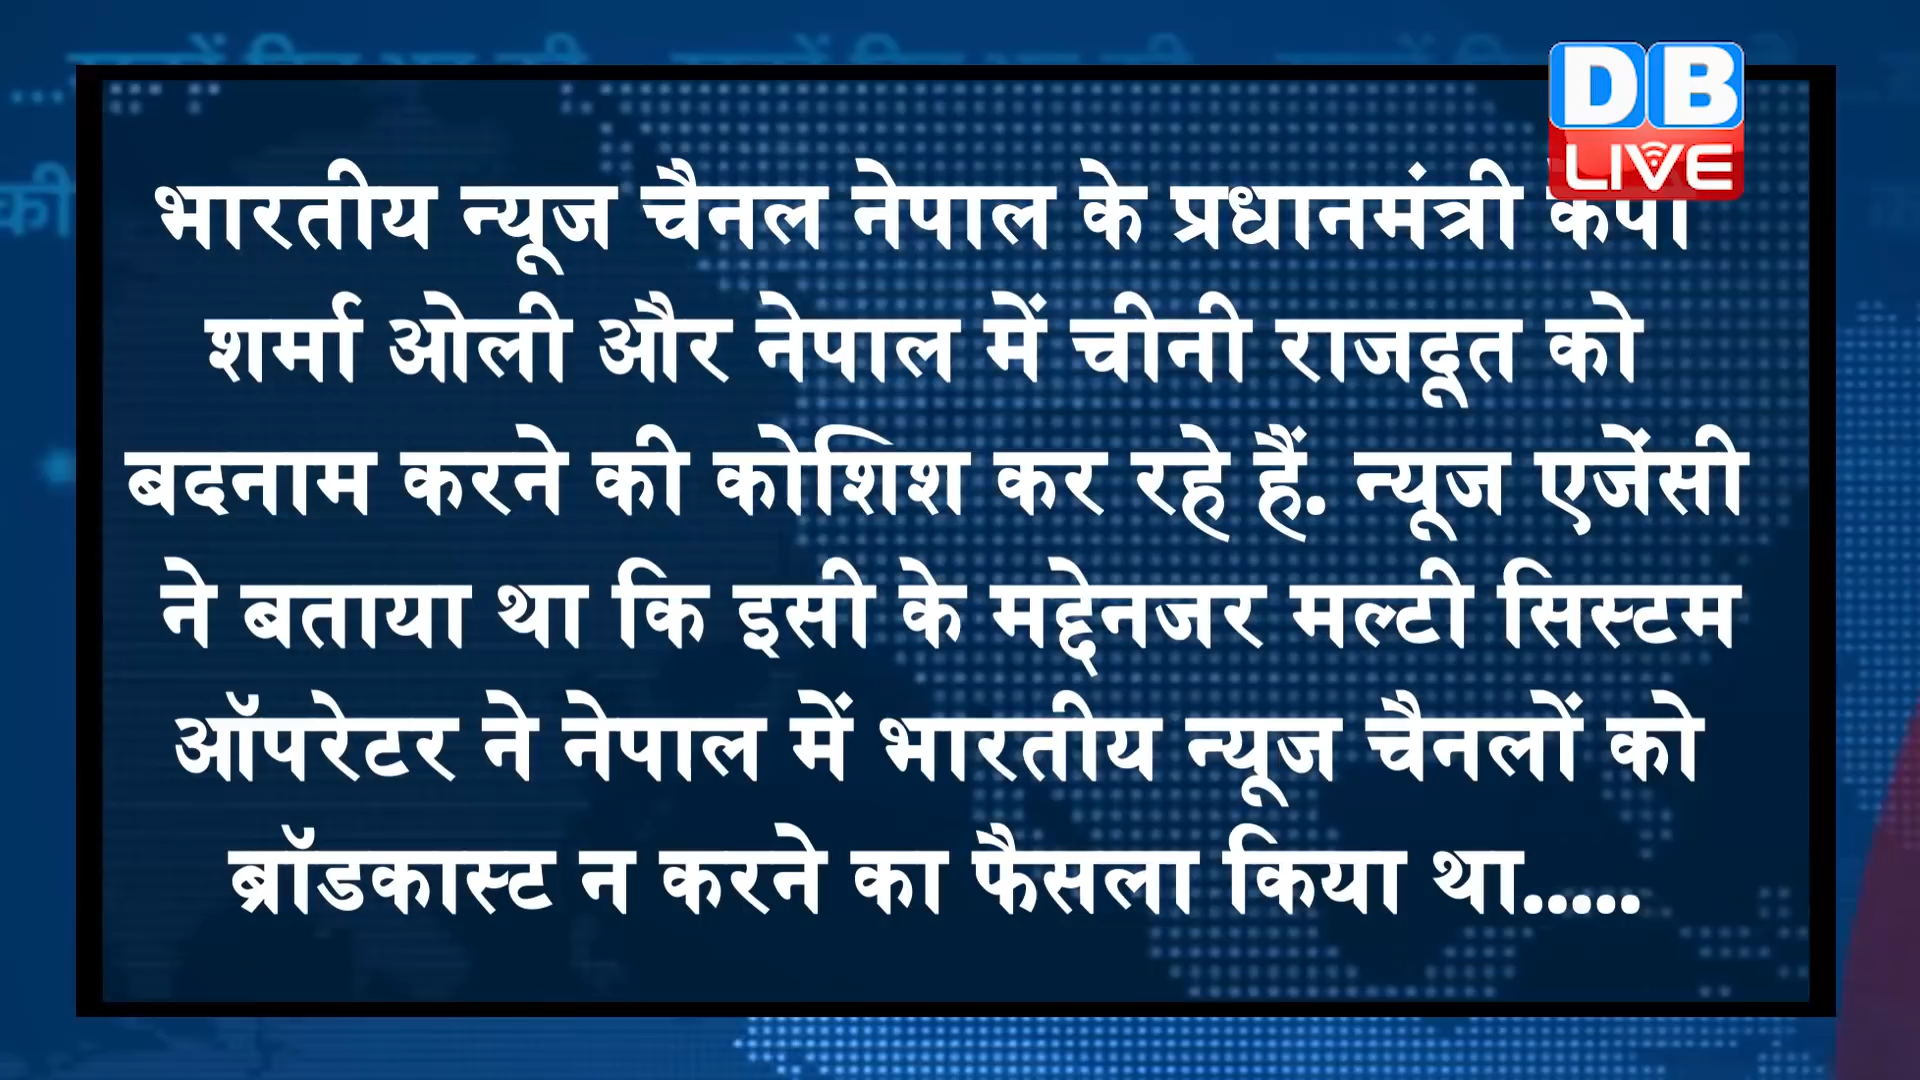 DB
LIVE
भारतीय न्यूज चैनल नेपाल के प्रधानमंत्री केपी
शर्मा ओली और नेपाल में चीनी राजदूत को
बदनाम करने की कोशिश कर रहे हैं. न्यूज एजेंसी
ने बताया था कि इसी के मद्देनजर मल्टी सिस्टम
ऑपरेटर ने नेपाल में भारतीय न्यूज चैनलों को
ब्रॉडकास्ट न करने का फैसला किया था.....
की